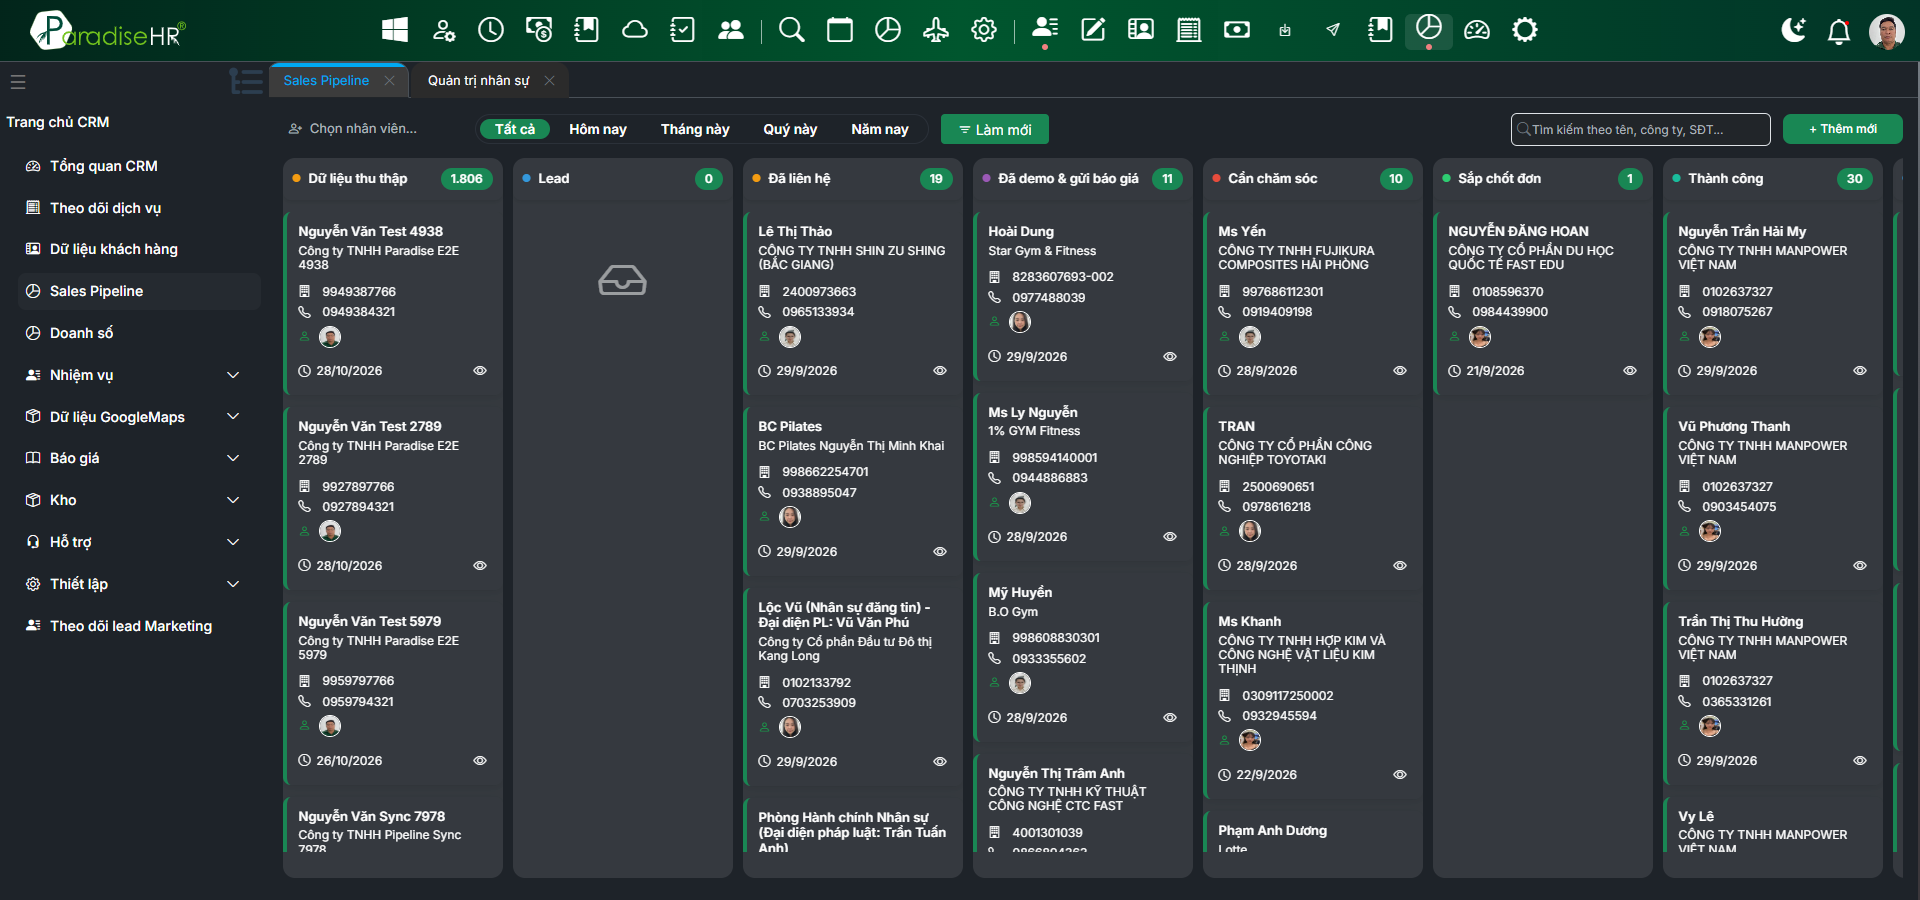 ParadiseHR®
Sales Pipeline
Quản trị nhân sự
Trang chủ CRM
Tổng quan CRM
Theo dõi dịch vụ
Dữ liệu khách hàng
Sales Pipeline
Doanh số
Nhiệm vụ
Dữ liệu GoogleMaps
Báo giá
Kho
Hỗ trợ
Thiết lập
Theo dõi lead Marketing
Chọn nhân viên...
Tất cả
Hôm nay
Tháng này
Quý này
Năm nay
Làm mới
Tìm kiếm theo tên, công ty, SĐT...
+ Thêm mới
Dữ liệu thu thập
1.806
Nguyễn Văn Test 4938
Công ty TNHH Paradise E2E
4938
9949387766
0949384321
28/10/2026
Nguyễn Văn Test 2789
Công ty TNHH Paradise E2E
2789
9927897766
0927894321
28/10/2026
Nguyễn Văn Test 5979
Công ty TNHH Paradise E2E
5979
9959797766
0959794321
26/10/2026
Nguyễn Văn Sync 7978
Công ty TNHH Pipeline Sync
7978
Lead
0
Đã liên hệ
19
Lê Thị Thảo
CÔNG TY TNHH SHIN ZU SHING
(BẮC GIANG)
2400973663
0965133934
29/9/2026
BC Pilates
BC Pilates Nguyễn Thị Minh Khai
998662254701
0938895047
29/9/2026
Lộc Vũ (Nhân sự đăng tin) -
Đại diện PL: Vũ Văn Phú
Công ty Cổ phần Đầu tư Đô thị
Kang Long
0102133792
0703253909
29/9/2026
Phòng Hành chính Nhân sự
(Đại diện pháp luật: Trần Tuấn
Anh)
Đã demo & gửi báo giá
11
Hoài Dung
Star Gym & Fitness
8283607693-002
0977488039
29/9/2026
Ms Ly Nguyễn
1% GYM Fitness
998594140001
0944886883
28/9/2026
Mỹ Huyền
B.O Gym
998608830301
0933355602
28/9/2026
Nguyễn Thị Trâm Anh
CÔNG TY TNHH KỸ THUẬT
CÔNG NGHỆ CTC FAST
4001301039
Cần chăm sóc
10
Ms Yến
CÔNG TY TNHH FUJIKURA
COMPOSITES HẢI PHÒNG
997686112301
0919409198
28/9/2026
TRAN
CÔNG TY CỔ PHẦN CÔNG
NGHIỆP TOYOTAKI
2500690651
0978616218
28/9/2026
Ms Khanh
CÔNG TY TNHH HỢP KIM VÀ
CÔNG NGHỆ VẬT LIỆU KIM
THỊNH
0309117250002
0932945594
22/9/2026
Phạm Anh Dương
Lotte
Sắp chốt đơn
1
NGUYỄN ĐĂNG HOAN
CÔNG TY CỔ PHẦN DU HỌC
QUỐC TẾ FAST EDU
0108596370
0984439900
21/9/2026
Thành công
30
Nguyễn Trần Hải My
CÔNG TY TNHH MANPOWER
VIỆT NAM
0102637327
0918075267
29/9/2026
Vũ Phương Thanh
CÔNG TY TNHH MANPOWER
VIỆT NAM
0102637327
0903454075
29/9/2026
Trần Thị Thu Hường
CÔNG TY TNHH MANPOWER
VIỆT NAM
0102637327
0365331261
29/9/2026
Vy Lê
CÔNG TY TNHH MANPOWER
VIỆT NAM